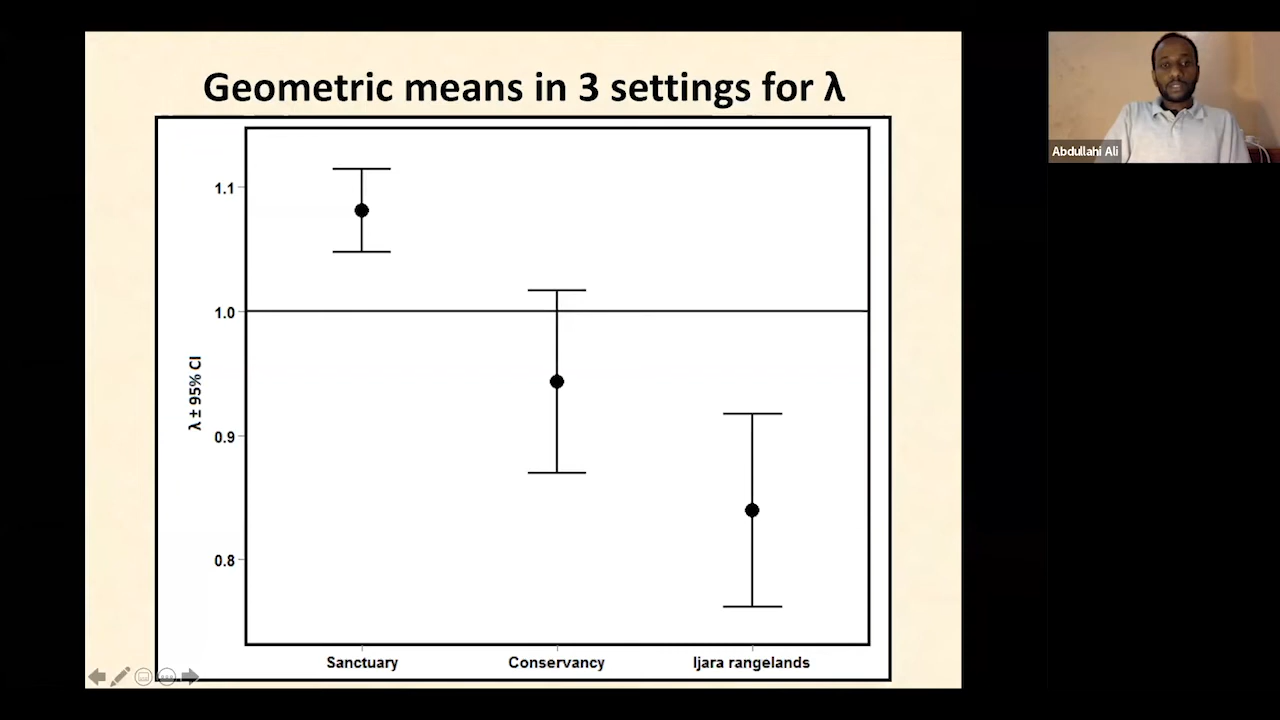 Geometric means in 3 settings for λ
1.1
1.0
0.9
0.8
λ ± 95% CI
Sanctuary
Conservancy
Ijara rangelands
Abdullahi Ali